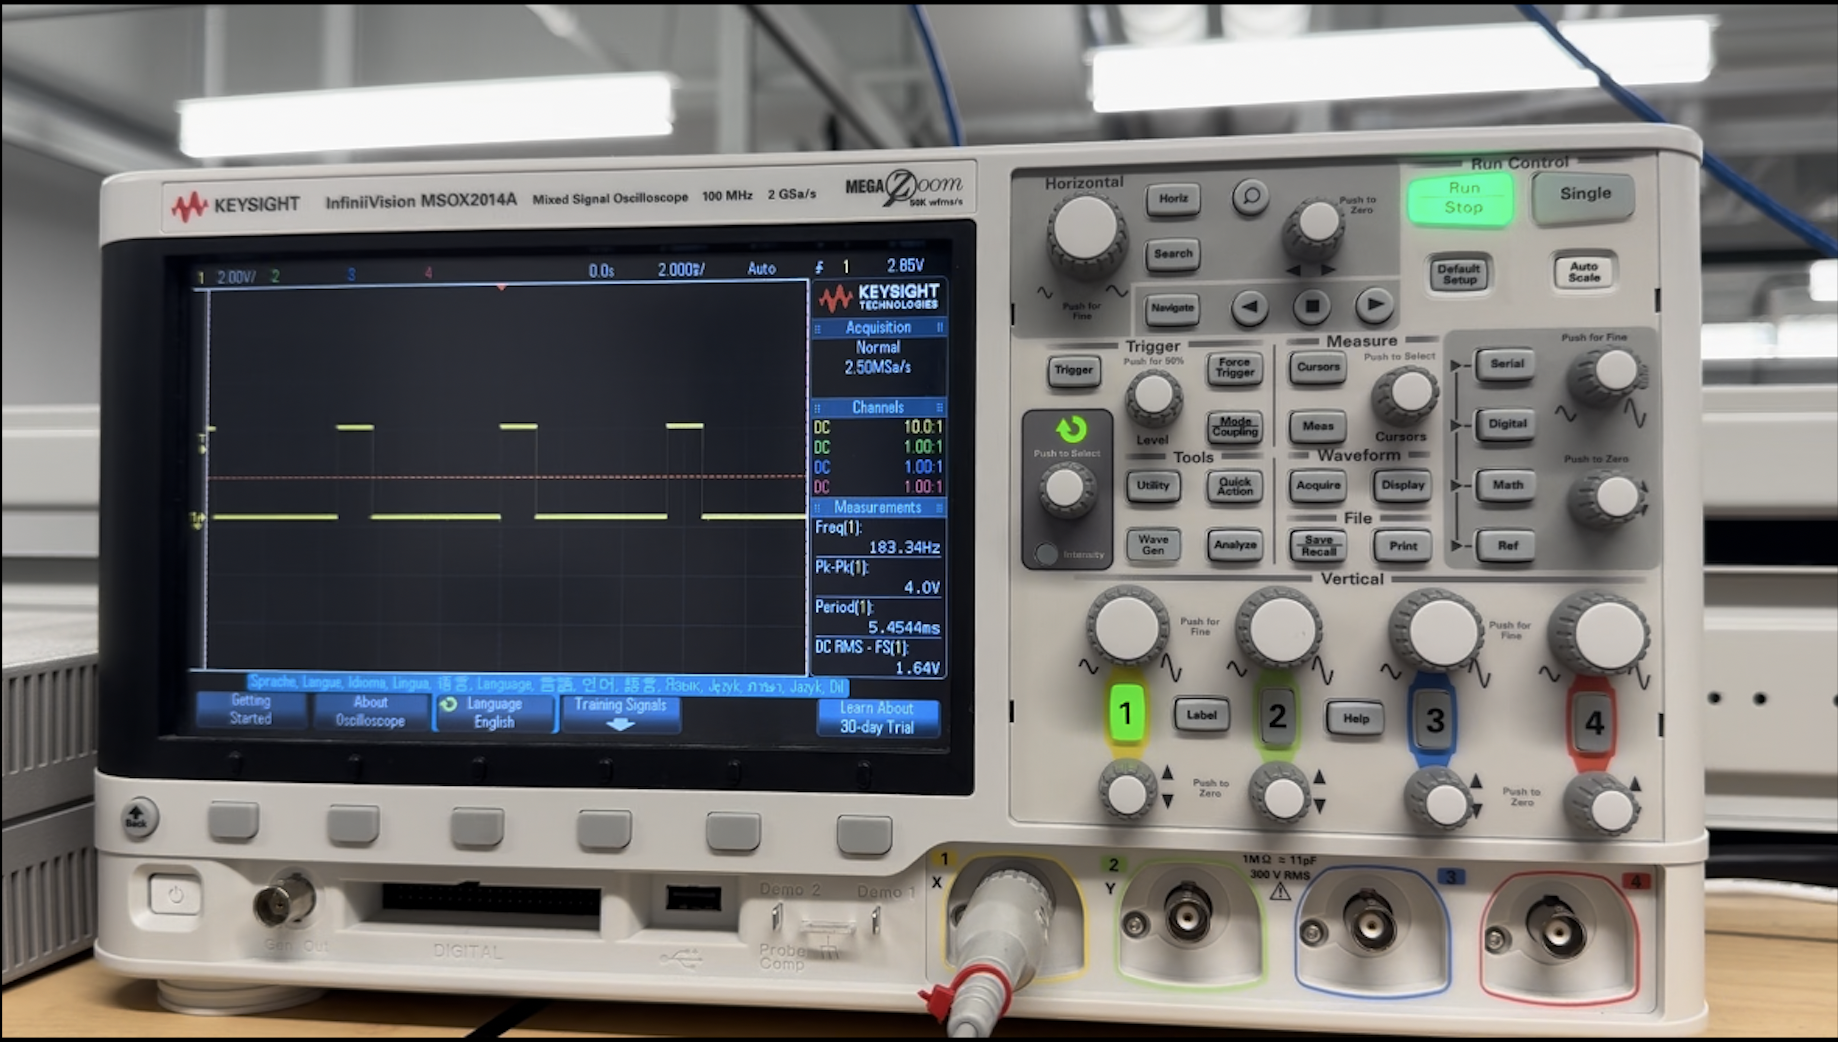 KEYSIGHT InfiniiVision MSOX2014A Mixed Signal Oscilloscope 100 MHz 2 GSa/s MEGA Zoom
50K wfms/s
1 2.00V/ 2 3 4 0.0s 2.000ms/ Auto 1 2.85V
KEYSIGHT
TECHNOLOGIES
Acquisition
Normal
2.50MSa/s
Channels
DC 10.0:1
DC 1.00:1
DC 1.00:1
DC 1.00:1
Measurements
Freq(1):
183.34Hz
Pk-Pk(1):
4.0V
Period(1):
5.4544ms
DC RMS - FS(1):
1.64V
Sprache, Langue, Idioma, Lingua, 语言, Language, 言語, 언어, 語言, Язык, Język, ภาษา, Jazyk, Dil
Getting
Started
About
Oscilloscope
Language
English
Training Signals
Learn About
30-day Trial
Back
Horizontal
Horiz
Push to
Zero
Search
Push for
Fine
Navigate
Run Control
Run
Stop
Single
Default
Setup
Auto
Scale
Trigger
Push for 50%
Trigger
Force
Trigger
Level
Mode
Coupling
Measure
Push to Select
Cursors
Meas
Cursors
Push to Select
Intensity
Tools
Utility
Quick
Action
Wave
Gen
Analyze
Waveform
Acquire
Display
File
Save
Recall
Print
Push for Fine
Serial
Digital
Push to Zero
Math
Ref
Vertical
Push for
Fine
Push for
Fine
1
Label
2
Help
3
4
Push to
Zero
Push to
Zero
Gen Out
DIGITAL
Demo 2
Demo 1
Probe
Comp
1
X
2
Y
1MΩ ≈ 11pF
300 V RMS
3
4